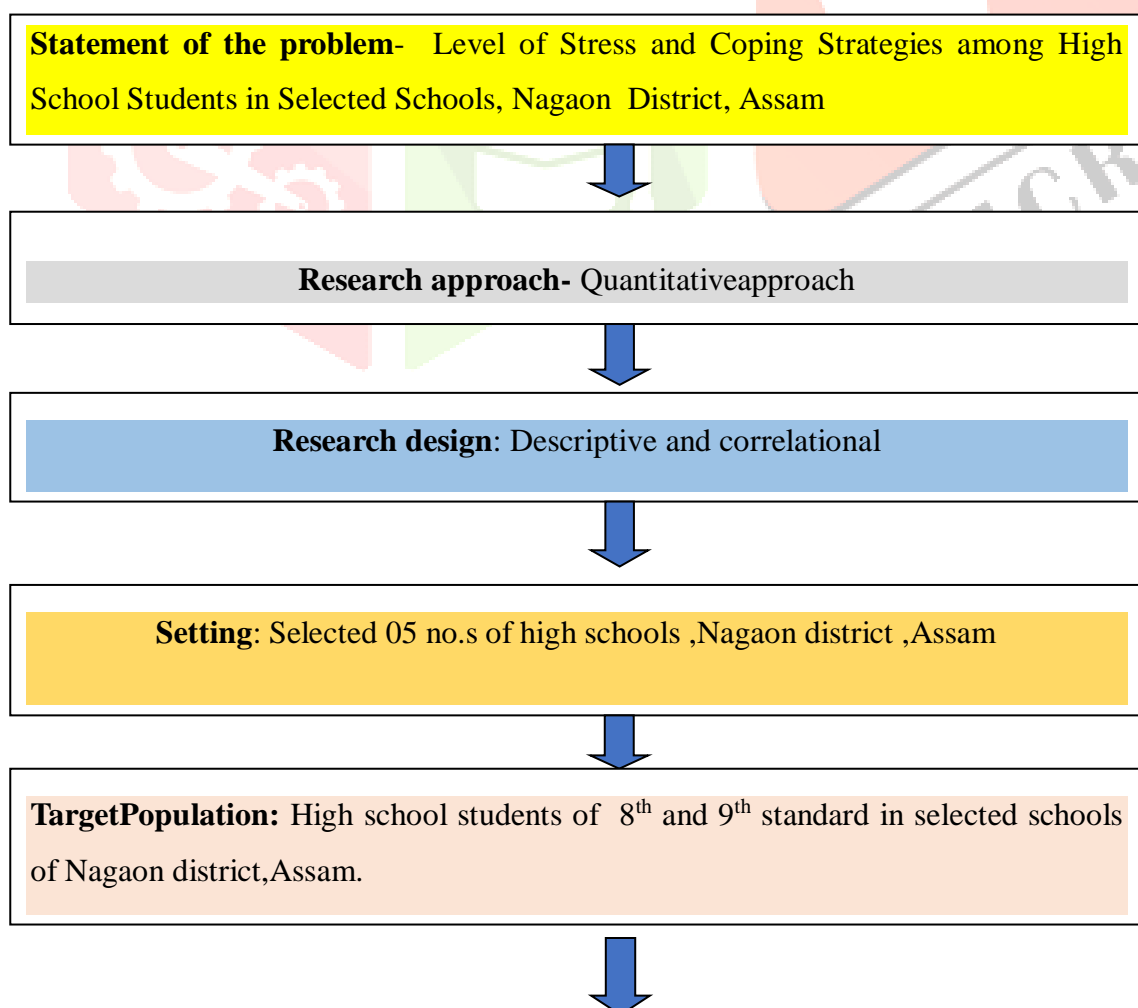 Statement of the problem- Level of Stress and Coping Strategies among High
School Students in Selected Schools, Nagaon District, Assam
Research approach- Quantitativeapproach
Research design: Descriptive and correlational
Setting: Selected 05 no.s of high schools ,Nagaon district ,Assam
TargetPopulation: High school students of 8th and 9th standard in selected schools
of Nagaon district,Assam.